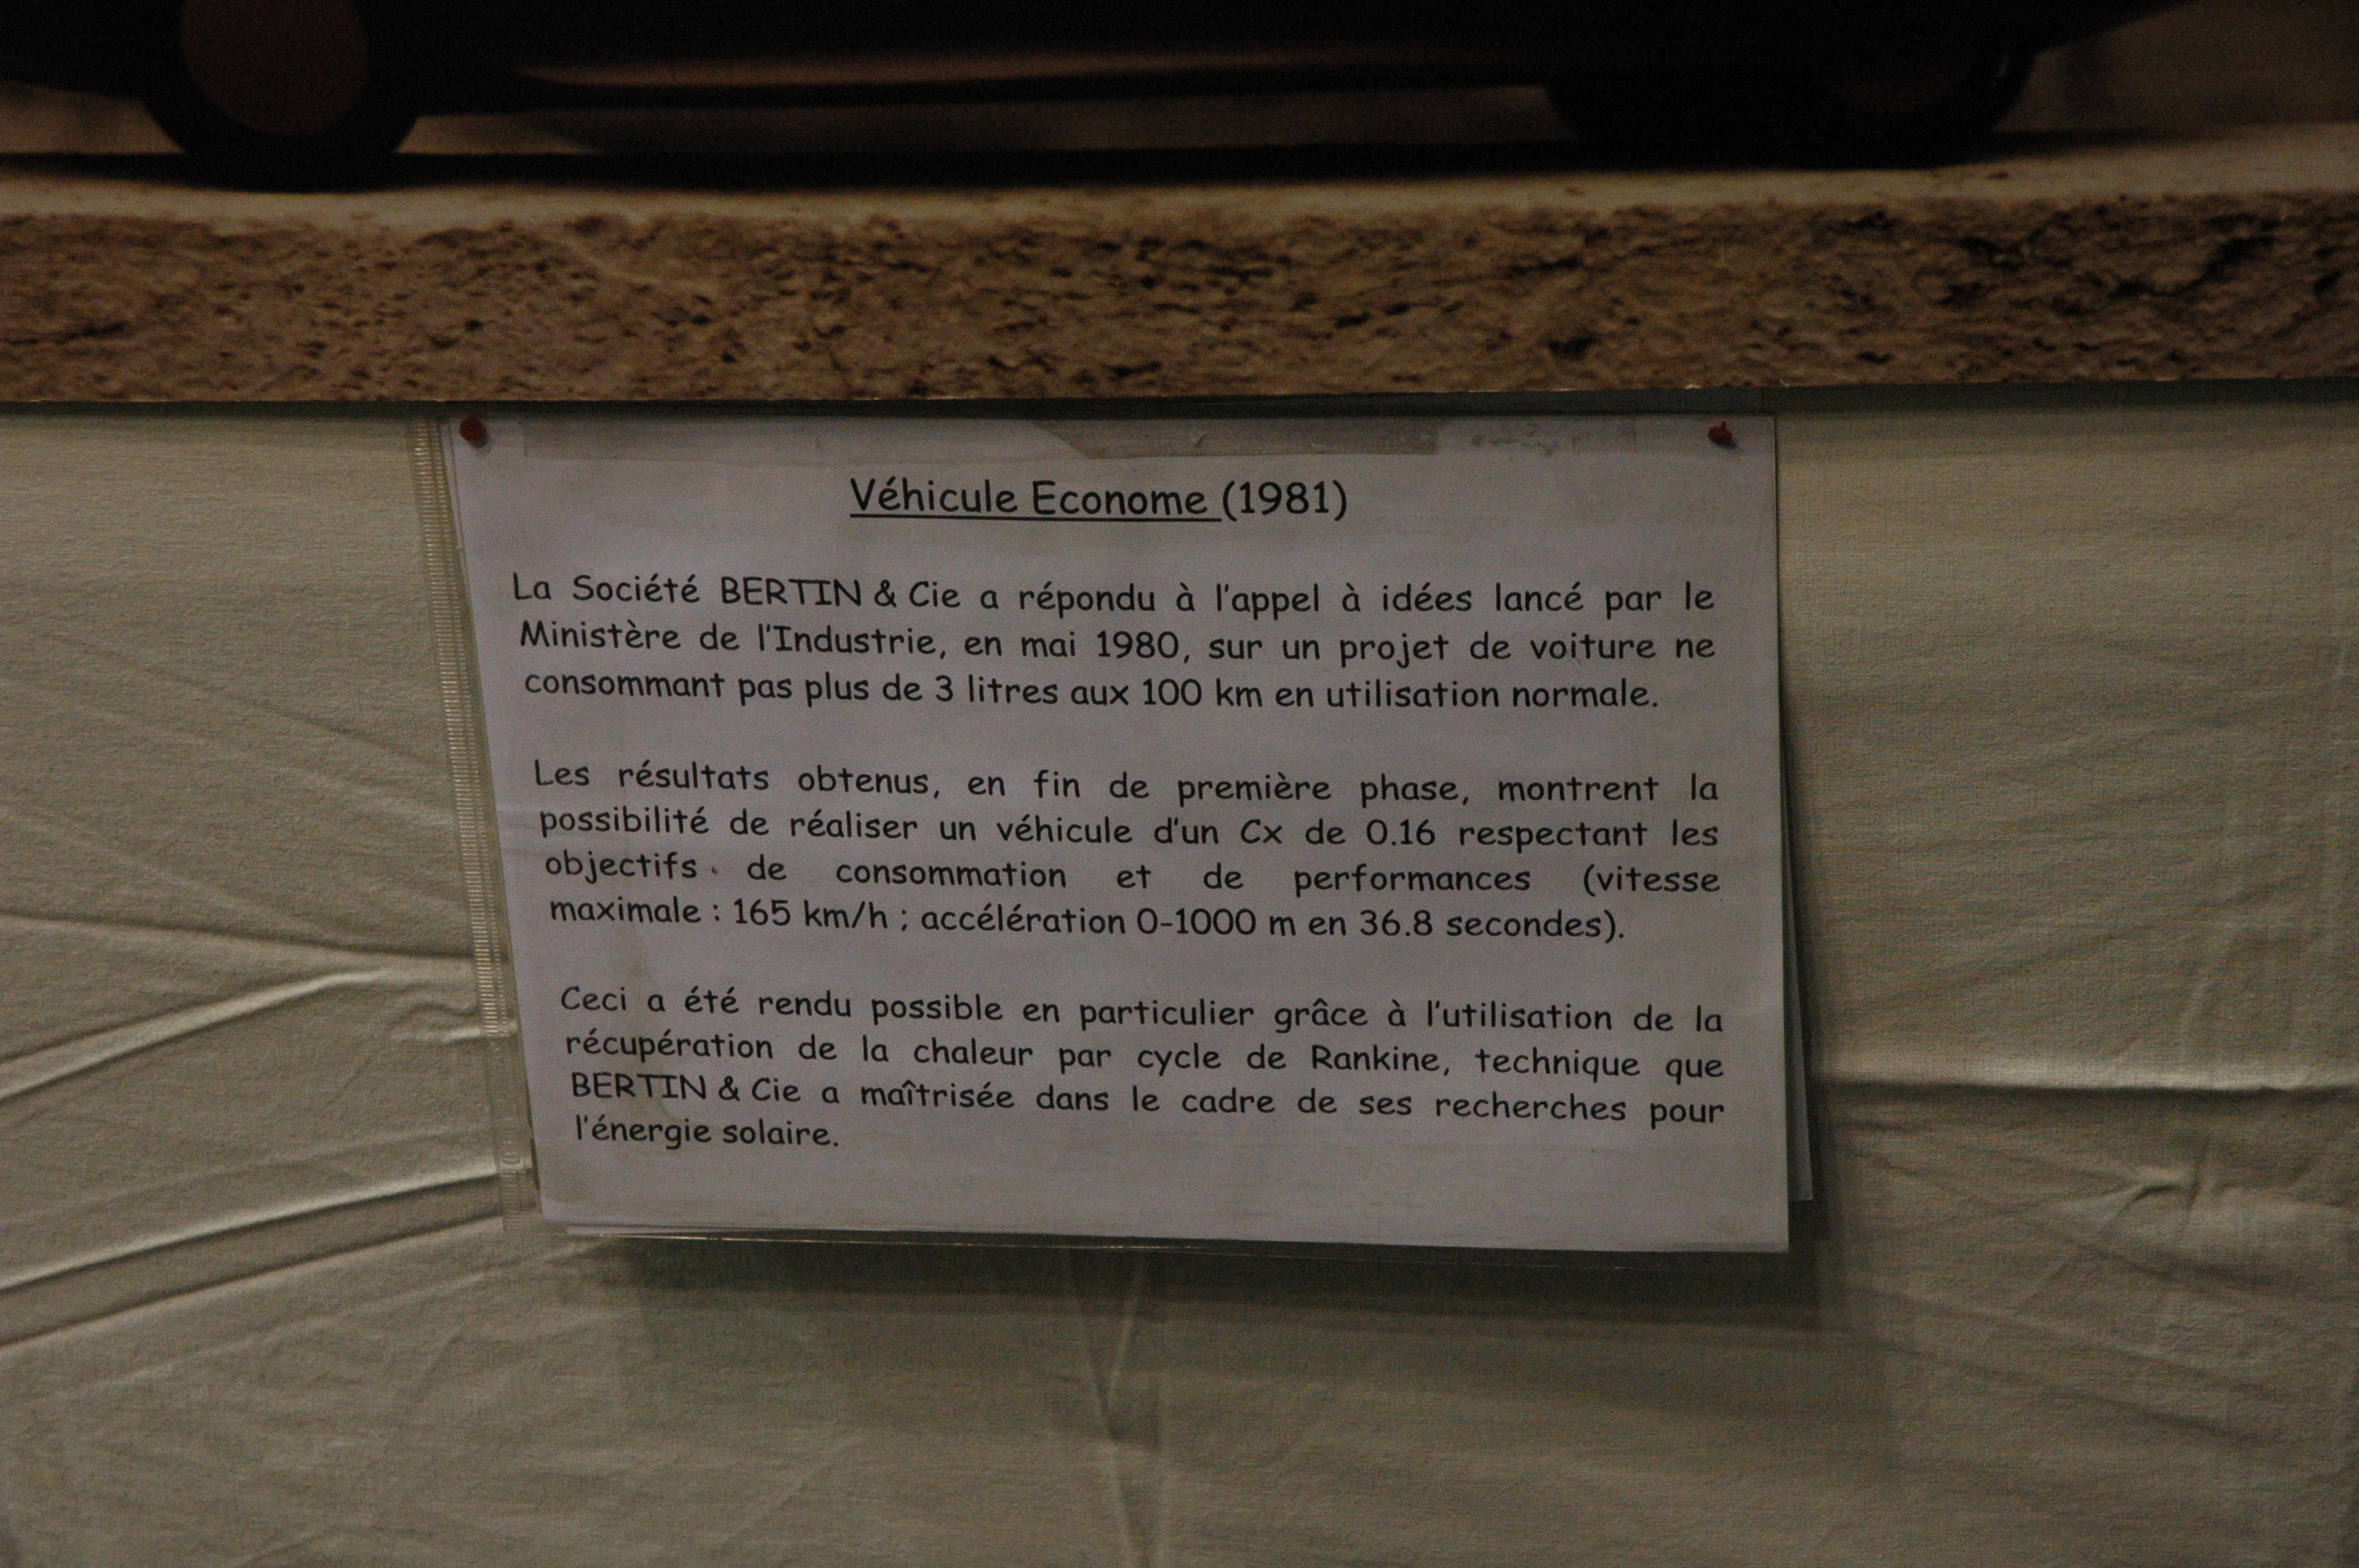 Véhicule Econome (1981)
La Société BERTIN & Cie a répondu à l'appel à idées lancé par le
Ministère de l'Industrie, en mai 1980, sur un projet de voiture ne
consommant pas plus de 3 litres aux 100 km en utilisation normale.
Les résultats obtenus, en fin de première phase, montrent la
possibilité de réaliser un véhicule d'un Cx de 0.16 respectant les
objectifs de consommation et de performances (vitesse
maximale : 165 km/h ; accélération 0-1000 m en 36.8 secondes).
Ceci a été rendu possible en particulier grâce à l'utilisation de la
récupération de la chaleur par cycle de Rankine, technique que
BERTIN & Cie a maîtrisée dans le cadre de ses recherches pour
l'énergie solaire.